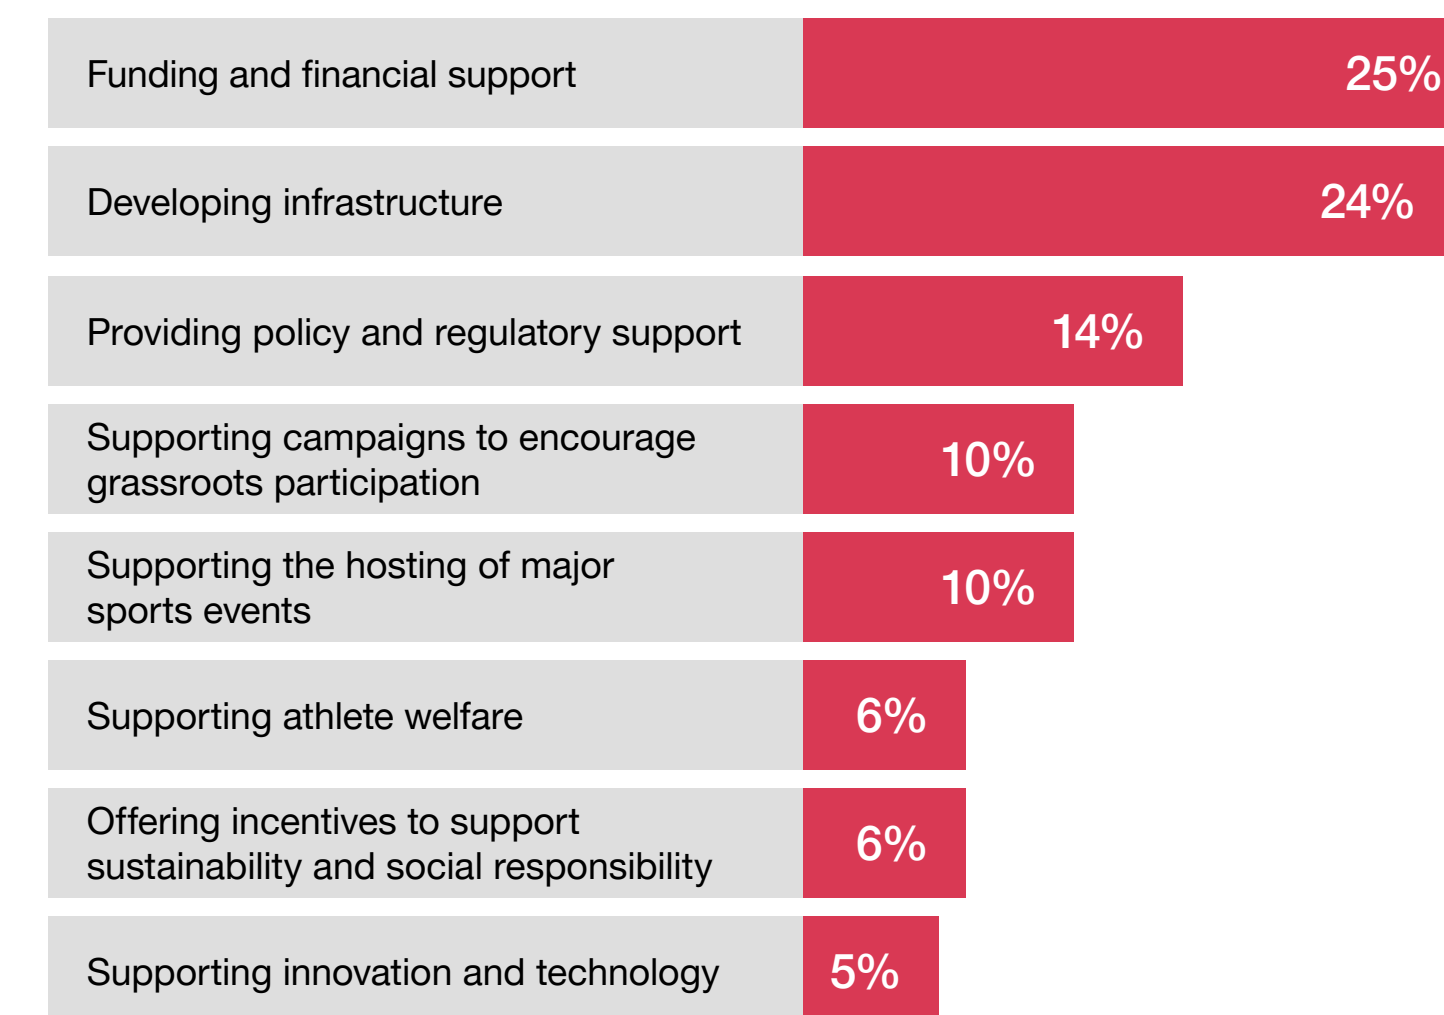 Funding and financial support 25%
Developing infrastructure 24%
Providing policy and regulatory support 14%
Supporting campaigns to encourage
grassroots participation 10%
Supporting the hosting of major
sports events 10%
Supporting athlete welfare 6%
Offering incentives to support
sustainability and social responsibility 6%
Supporting innovation and technology 5%